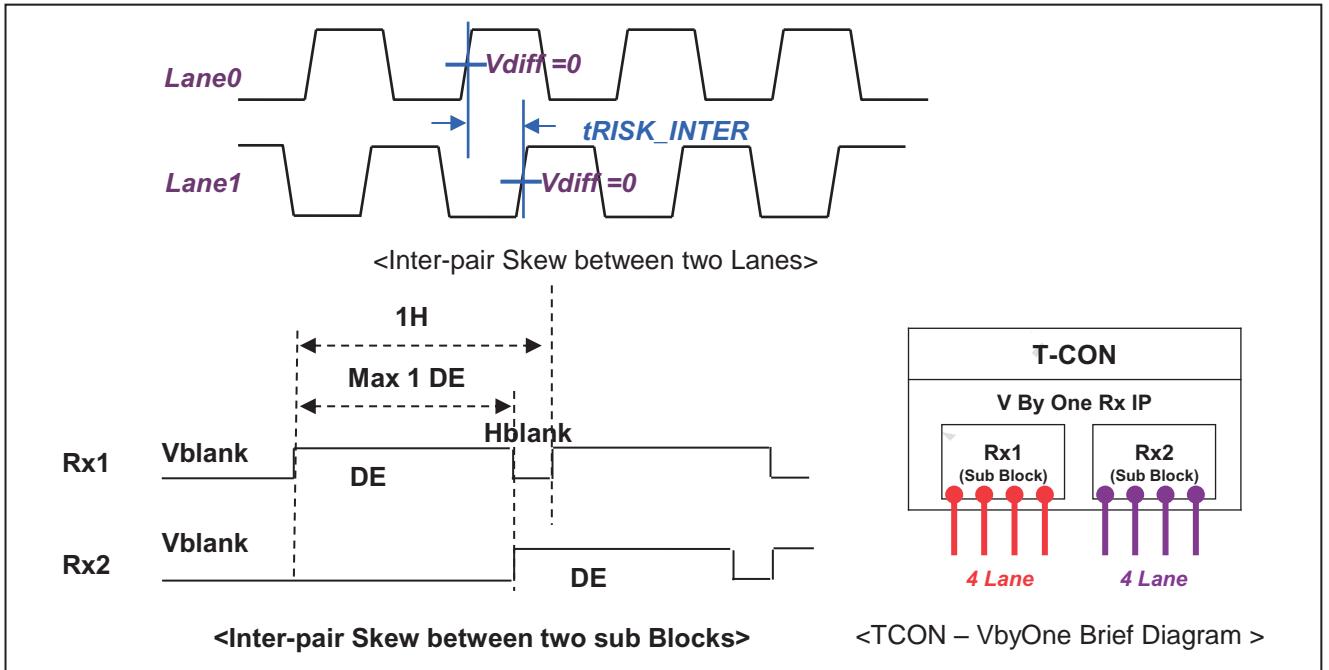 Lane0
Vdiff =0
tRISK_INTER
Lane1
Vdiff =0
<Inter-pair Skew between two Lanes>
1H
Max 1 DE
Hblank
Rx1
Vblank
DE
Rx2
Vblank
DE
<Inter-pair Skew between two sub Blocks>
T-CON
V By One Rx IP
Rx1
(Sub Block)
Rx2
(Sub Block)
4 Lane
4 Lane
<TCON – VbyOne Brief Diagram >